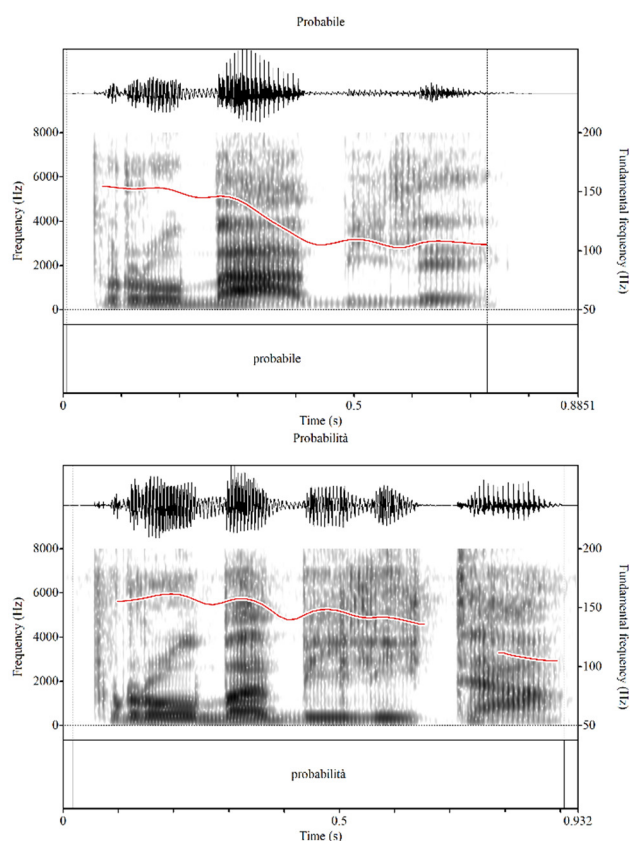 Probabile
8000
6000
4000
2000
0
Frequency (Hz)
200
150
100
50
Fundamental frequency (Hz)
probabile
0
0.5
0.8851
Time (s)
Probabilità
8000
6000
4000
2000
0
Frequency (Hz)
200
150
100
50
Fundamental frequency (Hz)
probabilità
0
0.5
0.932
Time (s)